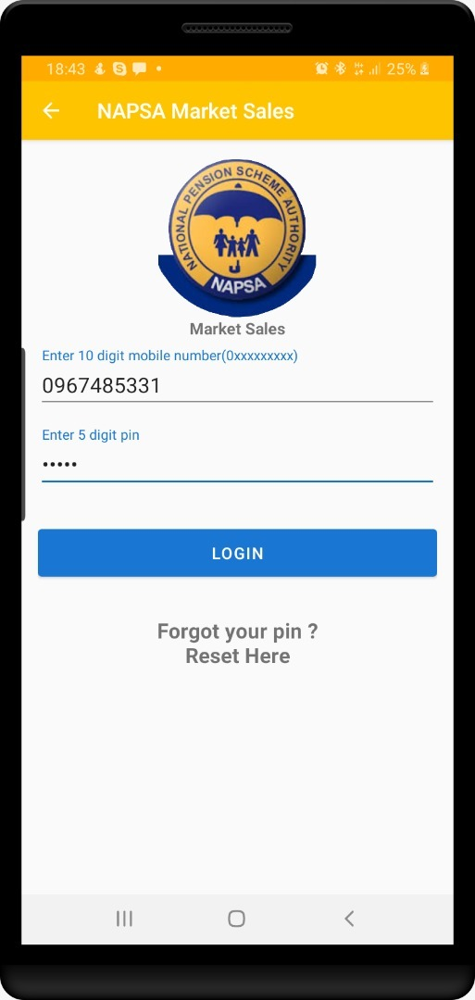 18:43
25%
NAPSA Market Sales
NATIONAL PENSION SCHEME AUTHORITY
NAPSA
Market Sales
Enter 10 digit mobile number(0xxxxxxxxx)
0967485331
Enter 5 digit pin
•••••
LOGIN
Forgot your pin ?
Reset Here